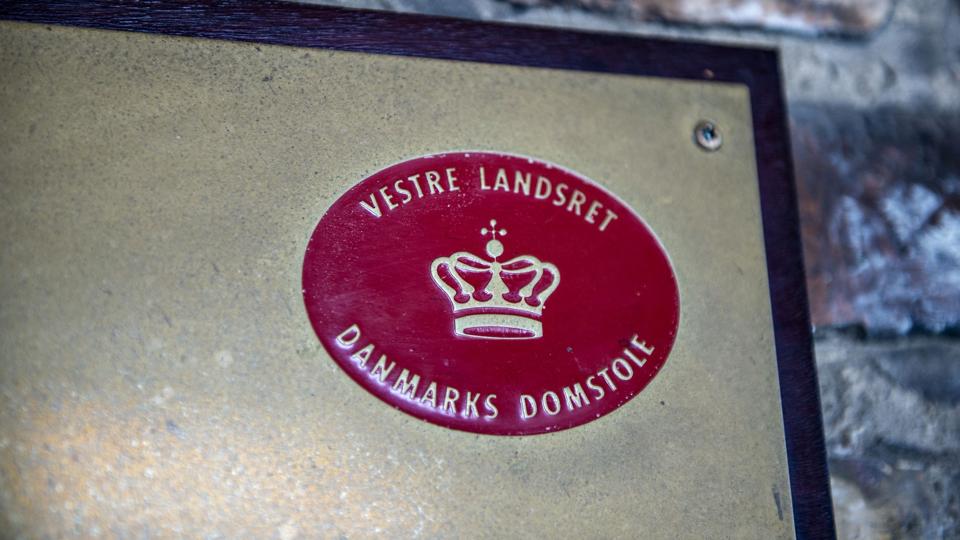 VESTRE LANDSRET
DANMARKS DOMSTOLE